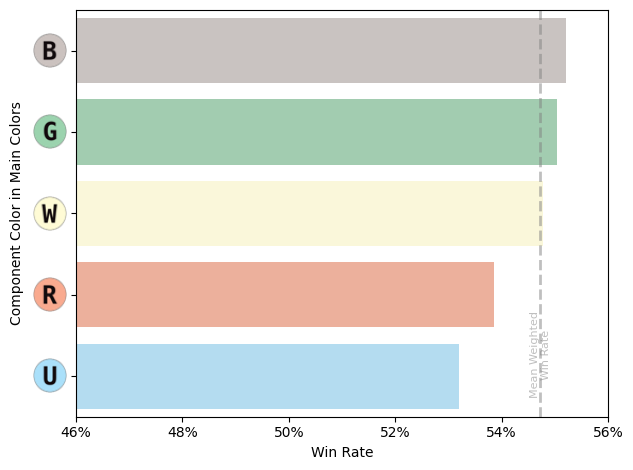 B
G
W
R
U
Component Color in Main Colors
Mean Weighted
Win Rate
46%
48%
50%
52%
54%
56%
Win Rate